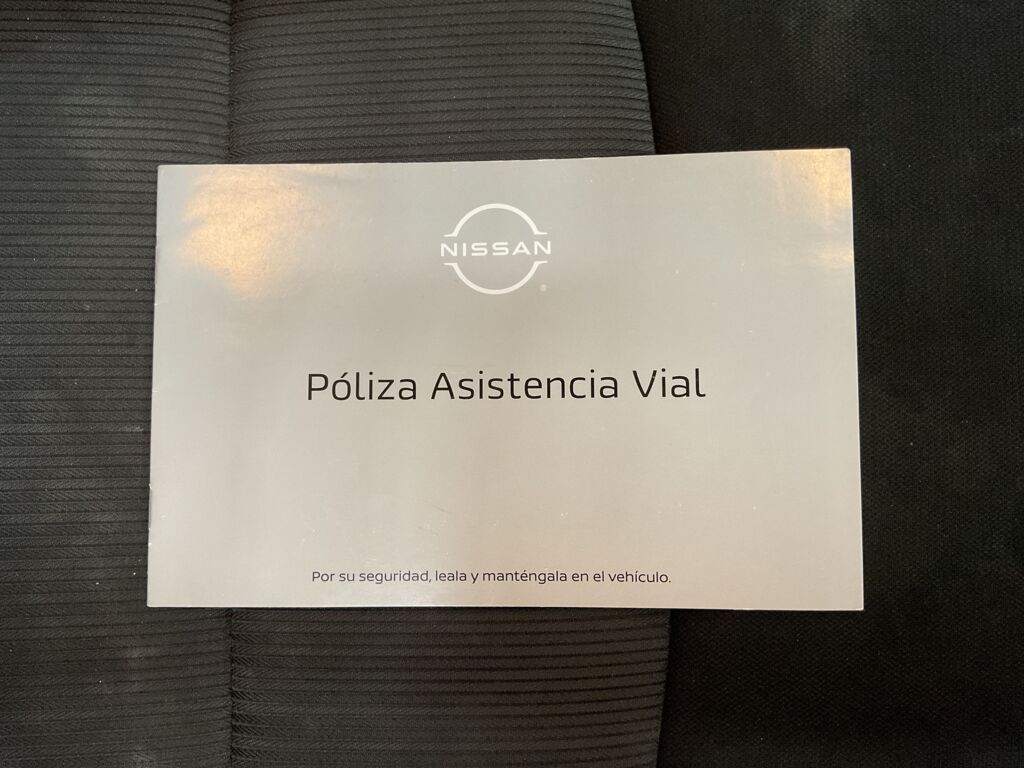 NISSAN
Póliza Asistencia Vial
Por su seguridad, leala y manténgala en el vehículo.